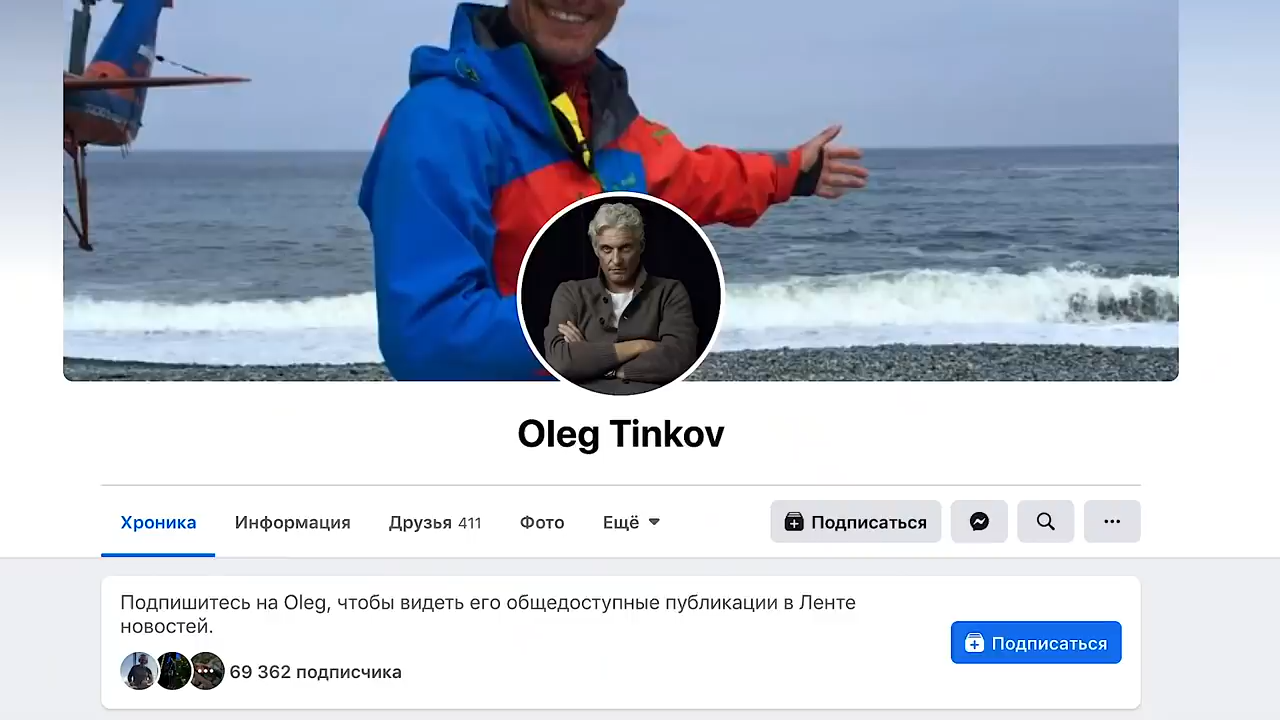 Oleg Tinkov
Хроника Информация Друзья 411 Фото Ещё Подписаться
Подпишитесь на Oleg, чтобы видеть его общедоступные публикации в Ленте
новостей.
Подписаться
69 362 подписчика